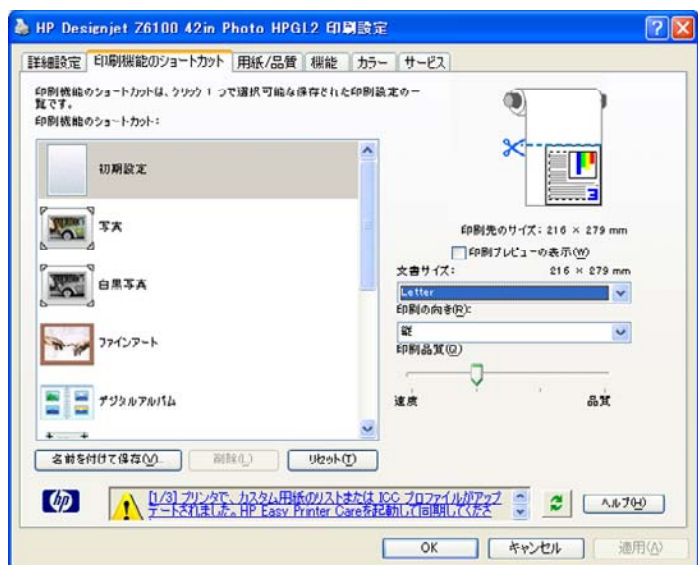 HP Designjet Z6100 42in Photo HPGL2 印刷設定
詳細設定 印刷機能のショートカット 用紙/品質 機能 カラー サービス
印刷機能のショートカットは、クリック 1 つで選択可能な保存された印刷設定の一
覧です。
印刷機能のショートカット:
初期設定
写真
白黒写真
ファインアート
デジタルアルバム
印刷先のサイズ: 216 × 279 mm
印刷プレビューの表示(W)
文書サイズ: 216 × 279 mm
Letter
印刷の向き(R):
縦
印刷品質(Q)
速度 品質
名前を付けて保存(V)... 削除(L) リセット(T)
hp
[1/3] プリンタで、カスタム用紙のリストまたは ICC プロファイルがアップ
デートされました。HP Easy Printer Careを起動して同期してくださ
ヘルプ(H)
OK キャンセル 適用(A)